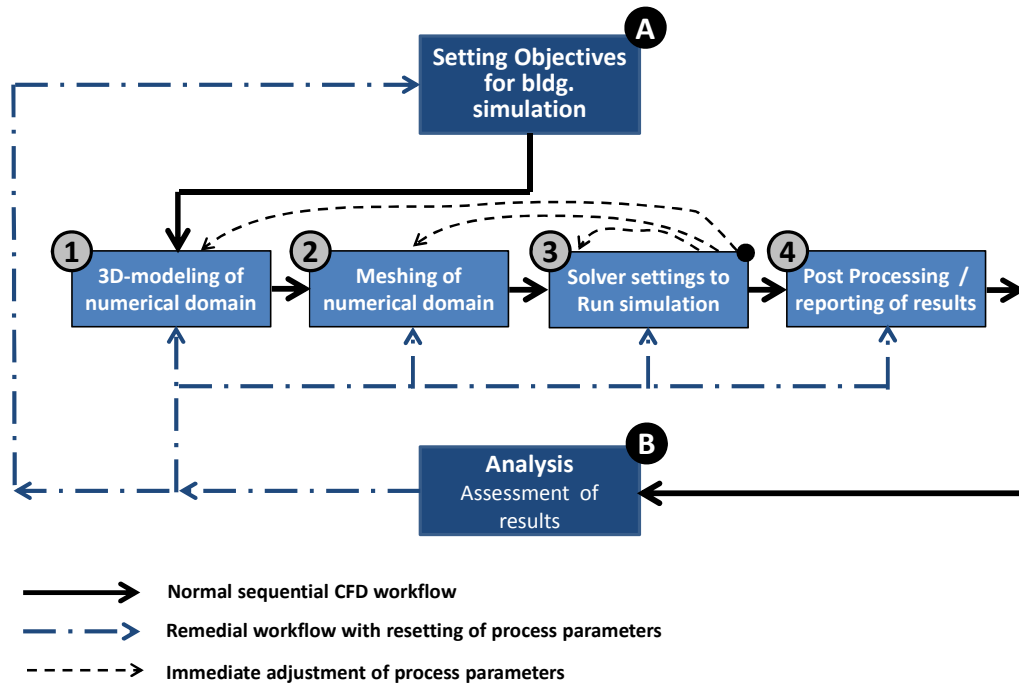 A
Setting Objectives
for bldg.
simulation
1
3D-modeling of
numerical domain
2
Meshing of
numerical domain
3
Solver settings to
Run simulation
4
Post Processing /
reporting of results
B
Analysis
Assessment of
results
Normal sequential CFD workflow
Remedial workflow with resetting of process parameters
Immediate adjustment of process parameters